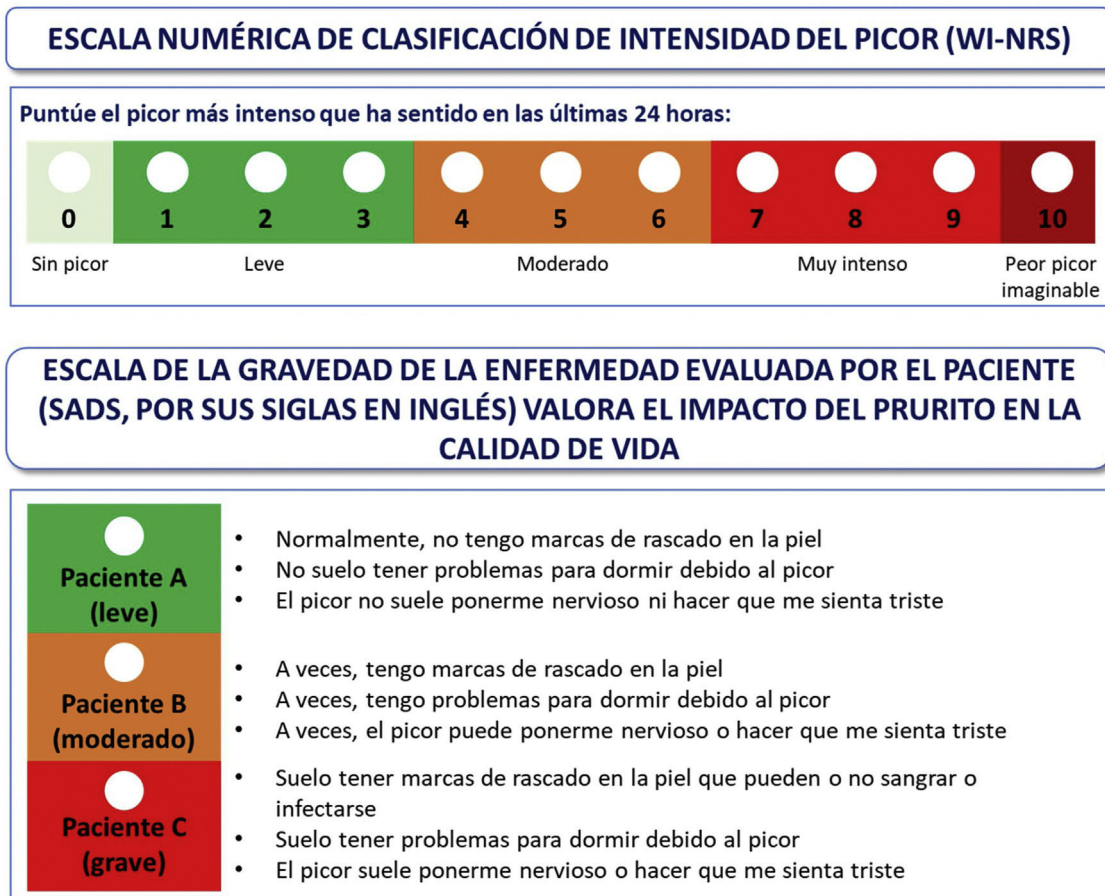 ESCALA NUMÉRICA DE CLASIFICACIÓN DE INTENSIDAD DEL PICOR (WI-NRS)
Puntúe el picor más intenso que ha sentido en las últimas 24 horas:
0 1 2 3 4 5 6 7 8 9 10
Sin picor Leve Moderado Muy intenso Peor picor
imaginable
ESCALA DE LA GRAVEDAD DE LA ENFERMEDAD EVALUADA POR EL PACIENTE
(SADS, POR SUS SIGLAS EN INGLÉS) VALORA EL IMPACTO DEL PRURITO EN LA
CALIDAD DE VIDA
Paciente A
(leve)
• Normalmente, no tengo marcas de rascado en la piel
• No suelo tener problemas para dormir debido al picor
• El picor no suele ponerme nervioso ni hacer que me sienta triste
Paciente B
(moderado)
• A veces, tengo marcas de rascado en la piel
• A veces, tengo problemas para dormir debido al picor
• A veces, el picor puede ponerme nervioso o hacer que me sienta triste
Paciente C
(grave)
• Suelo tener marcas de rascado en la piel que pueden o no sangrar o
infectarse
• Suelo tener problemas para dormir debido al picor
• El picor suele ponerme nervioso o hacer que me sienta triste